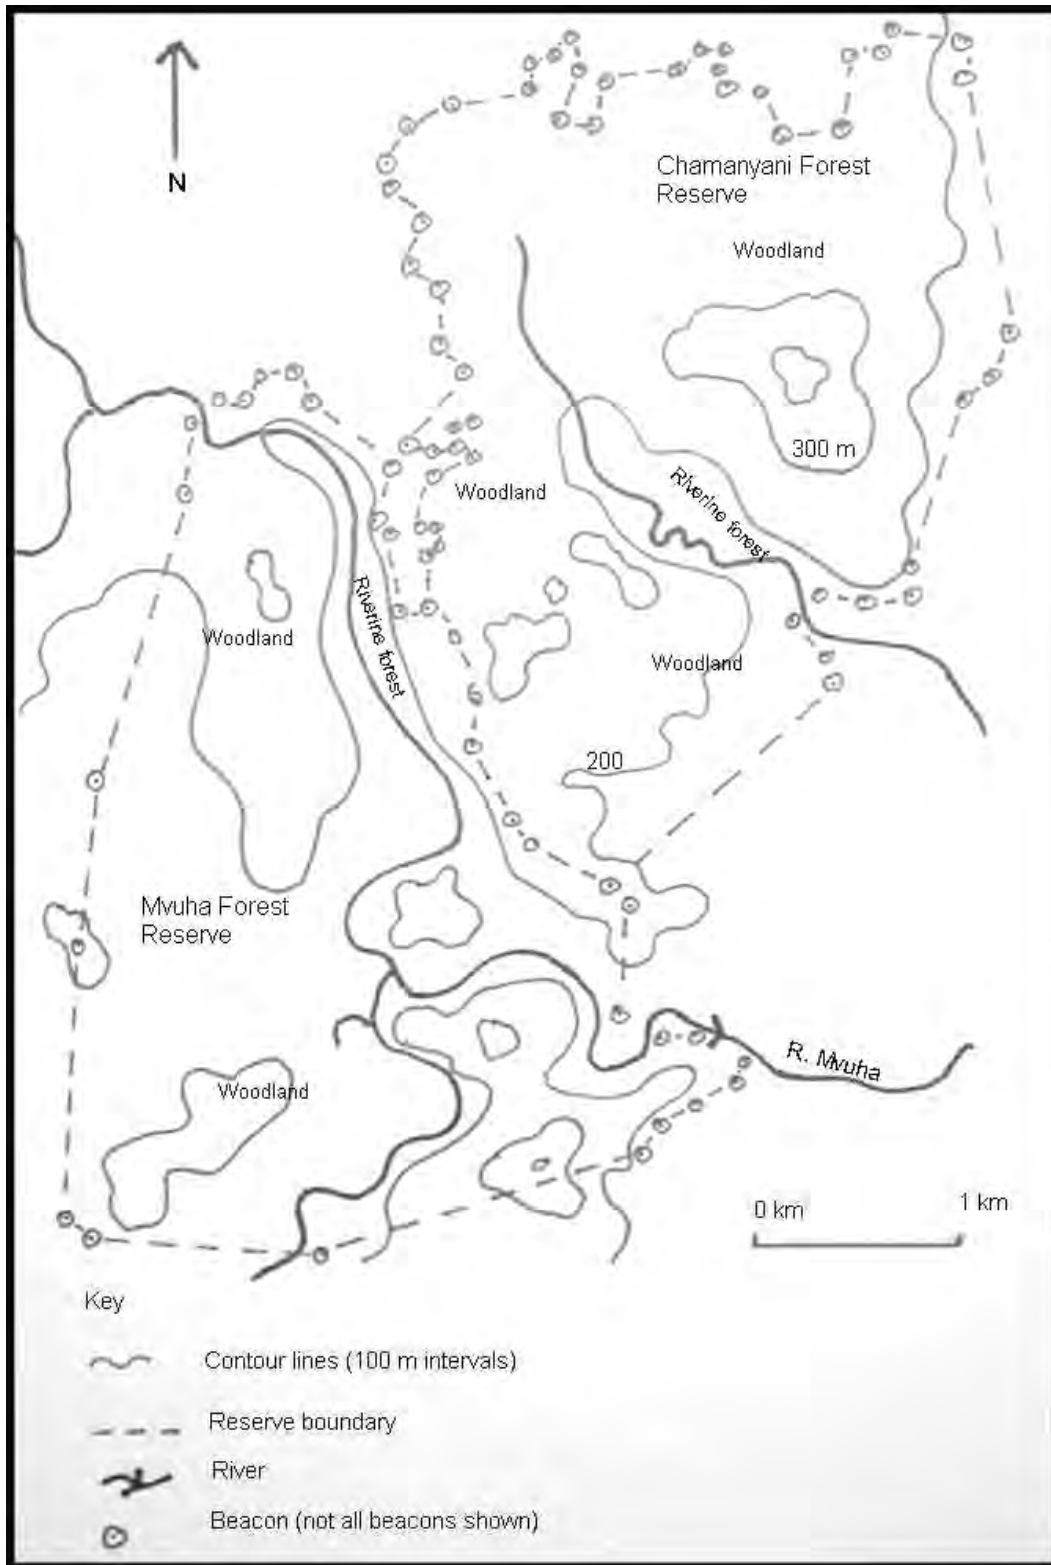 N
Chamanyani Forest
Reserve
Woodland
300 m
Riverine forest
Woodland
Riverine forest
Woodland
Woodland
200
Mvuha Forest
Reserve
R. Mvuha
Woodland
0 km
1 km
Key
Contour lines (100 m intervals)
Reserve boundary
River
Beacon (not all beacons shown)